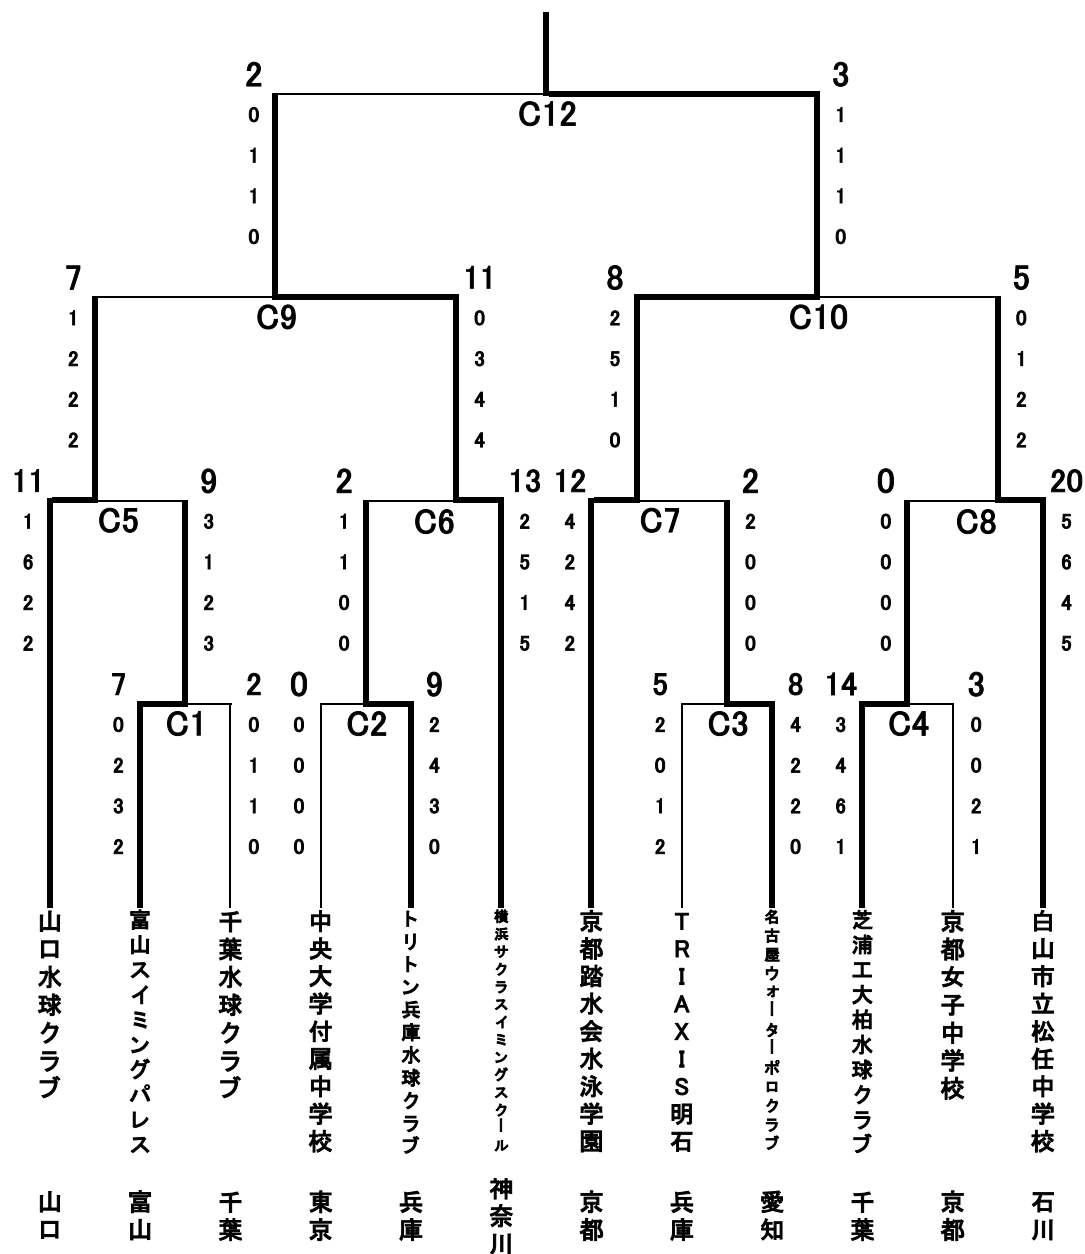 2 3
C12
0 1
1 1
1 1
0 0
7 11 8 5
C9 C10
1 0 2 0
2 3 5 1
2 4 1 2
2 4 0 2
11 9 2 13 12 2 0 20
C5 C6 C7 C8
1 3 1 2 4 2 0 5
6 1 1 5 2 0 0 6
2 2 0 1 4 0 0 4
2 3 0 5 2 0 0 5
7 2 0 9 5 8 14 3
C1 C2 C3 C4
0 0 0 2 2 4 3 0
2 1 0 4 0 2 4 0
3 1 0 3 1 2 6 2
2 0 0 0 2 0 1 1
山口水球クラブ
富山スイミングパレス
千葉水球クラブ
中央大学付属中学校
トリトン兵庫水球クラブ
横浜サクラスイミングスクール
京都踏水会水泳学園
TRIAXIS明石
名古屋ウオーターポロクラブ
芝浦工大柏水球クラブ
京都女子中学校
白山市立松任中学校
山口
富山
千葉
東京
兵庫
神奈川
京都
兵庫
愛知
千葉
京都
石川